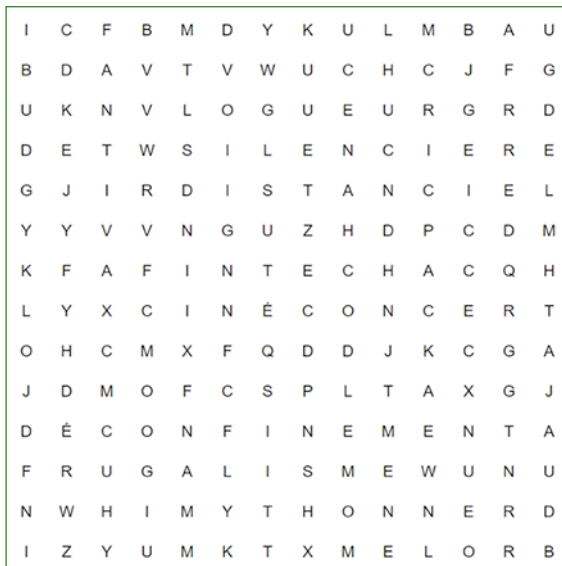 I C F B M D Y K U L M B A U
B D A V T V W U C H C J F G
U K N V L O G U E U R G R D
D E T W S I L E N C I E R E
G J I R D I S T A N C I E L
Y Y V V N G U Z H D P C D M
K F A F I N T E C H A C Q H
L Y X C I N É C O N C E R T
O H C M X F Q D D J K C G A
J D M O F C S P L T A X G J
D É C O N F I N E M E N T A
F R U G A L I S M E W U N U
N W H I M Y T H O N N E R D
I Z Y U M K T X M E L O R B